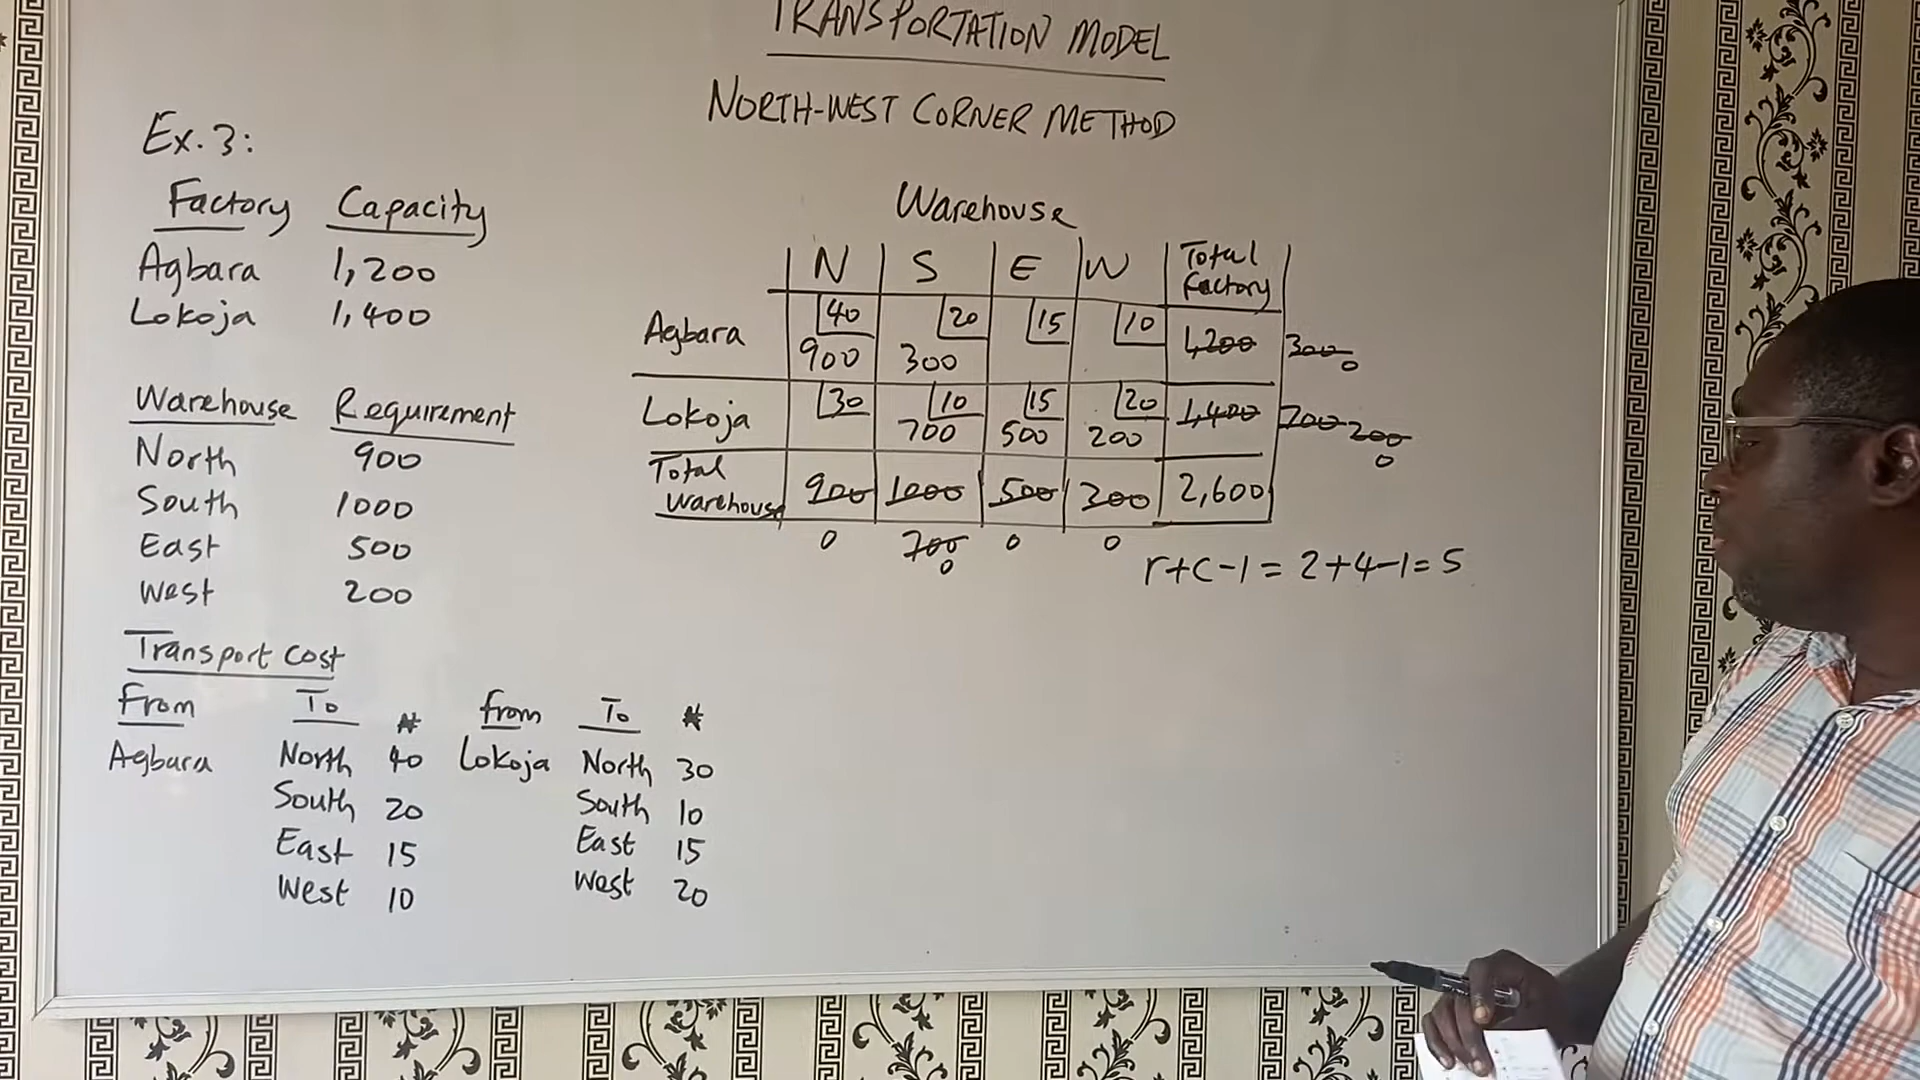 TRANSPORTATION MODEL
NORTH-WEST CORNER METHOD
Ex. 3:
Factory Capacity
Agbara 1,200
Lokoja 1,400
Warehouse Requirement
North 900
South 1000
East 500
West 200
Transport Cost
From To ₦ From To ₦
Agbara North 40 Lokoja North 30
South 20 South 10
East 15 East 15
West 10 West 20
Warehouse
N S E W Total Factory
40 20 15 10
Agbara 900 300 1,200 300 0
30 10 15 20
Lokoja 700 500 200 1,400 700 200 0
Total Warehouse 900 1000 500 200 2,600
0 700 0 0
0
r+c-1 = 2+4-1= 5